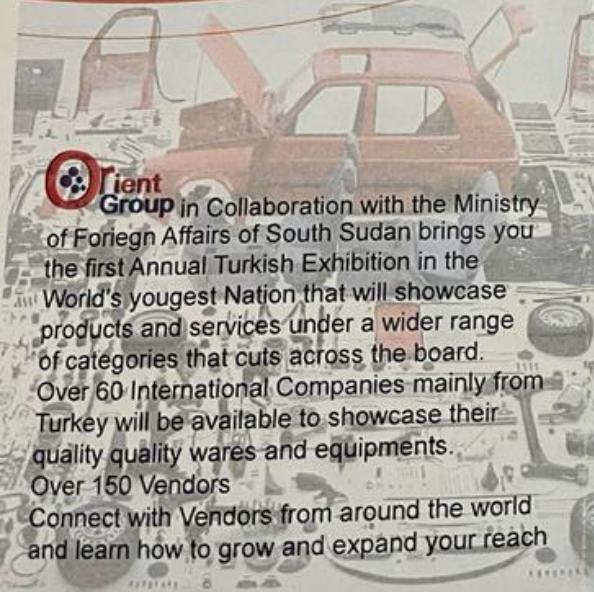 Orient
Group in Collaboration with the Ministry
of Foriegn Affairs of South Sudan brings you
the first Annual Turkish Exhibition in the
World's yougest Nation that will showcase
products and services under a wider range
of categories that cuts across the board.
Over 60 International Companies mainly from
Turkey will be available to showcase their
quality quality wares and equipments.
Over 150 Vendors
Connect with Vendors from around the world
and learn how to grow and expand your reach